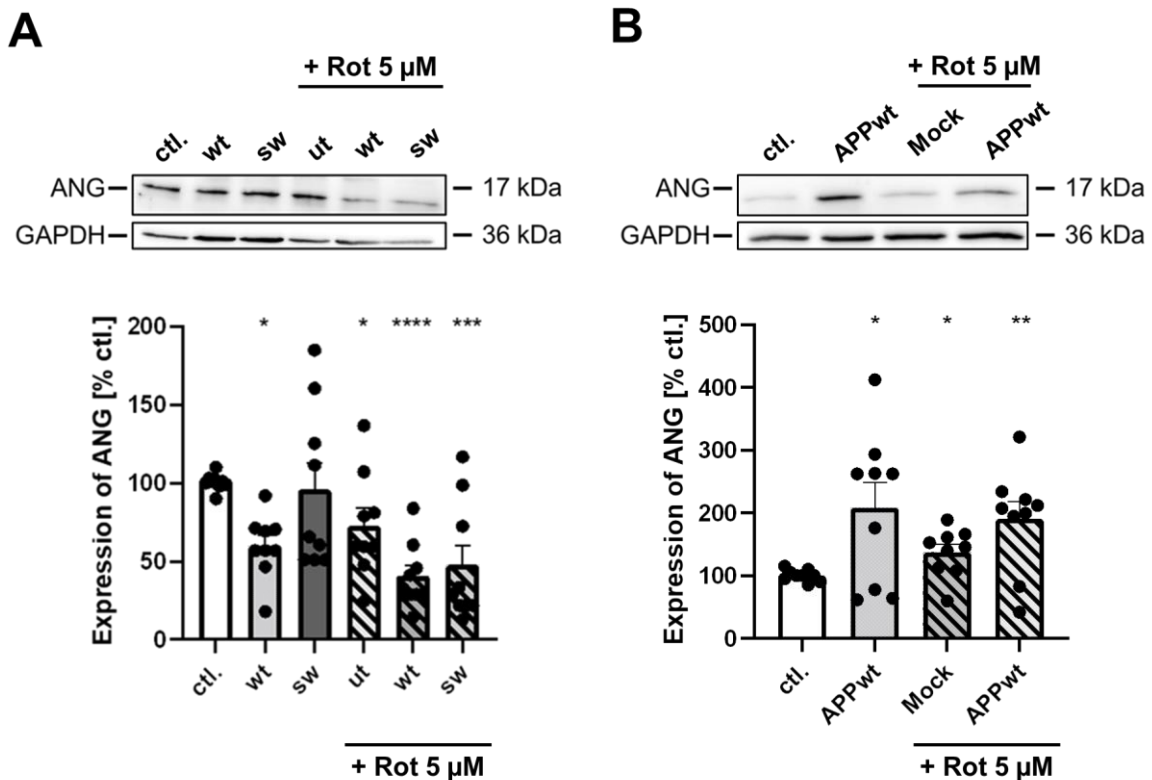 A
+ Rot 5 µM
ctl. wt sw ut wt sw
ANG 17 kDa
GAPDH 36 kDa
* * **** ***
Expression of ANG [% ctl.]
200
150
100
50
0
ctl. wt sw ut wt sw
+ Rot 5 µM
B
+ Rot 5 µM
ctl. APPwt Mock APPwt
ANG 17 kDa
GAPDH 36 kDa
* * **
Expression of ANG [% ctl.]
500
400
300
200
100
0
ctl. APPwt Mock APPwt
+ Rot 5 µM